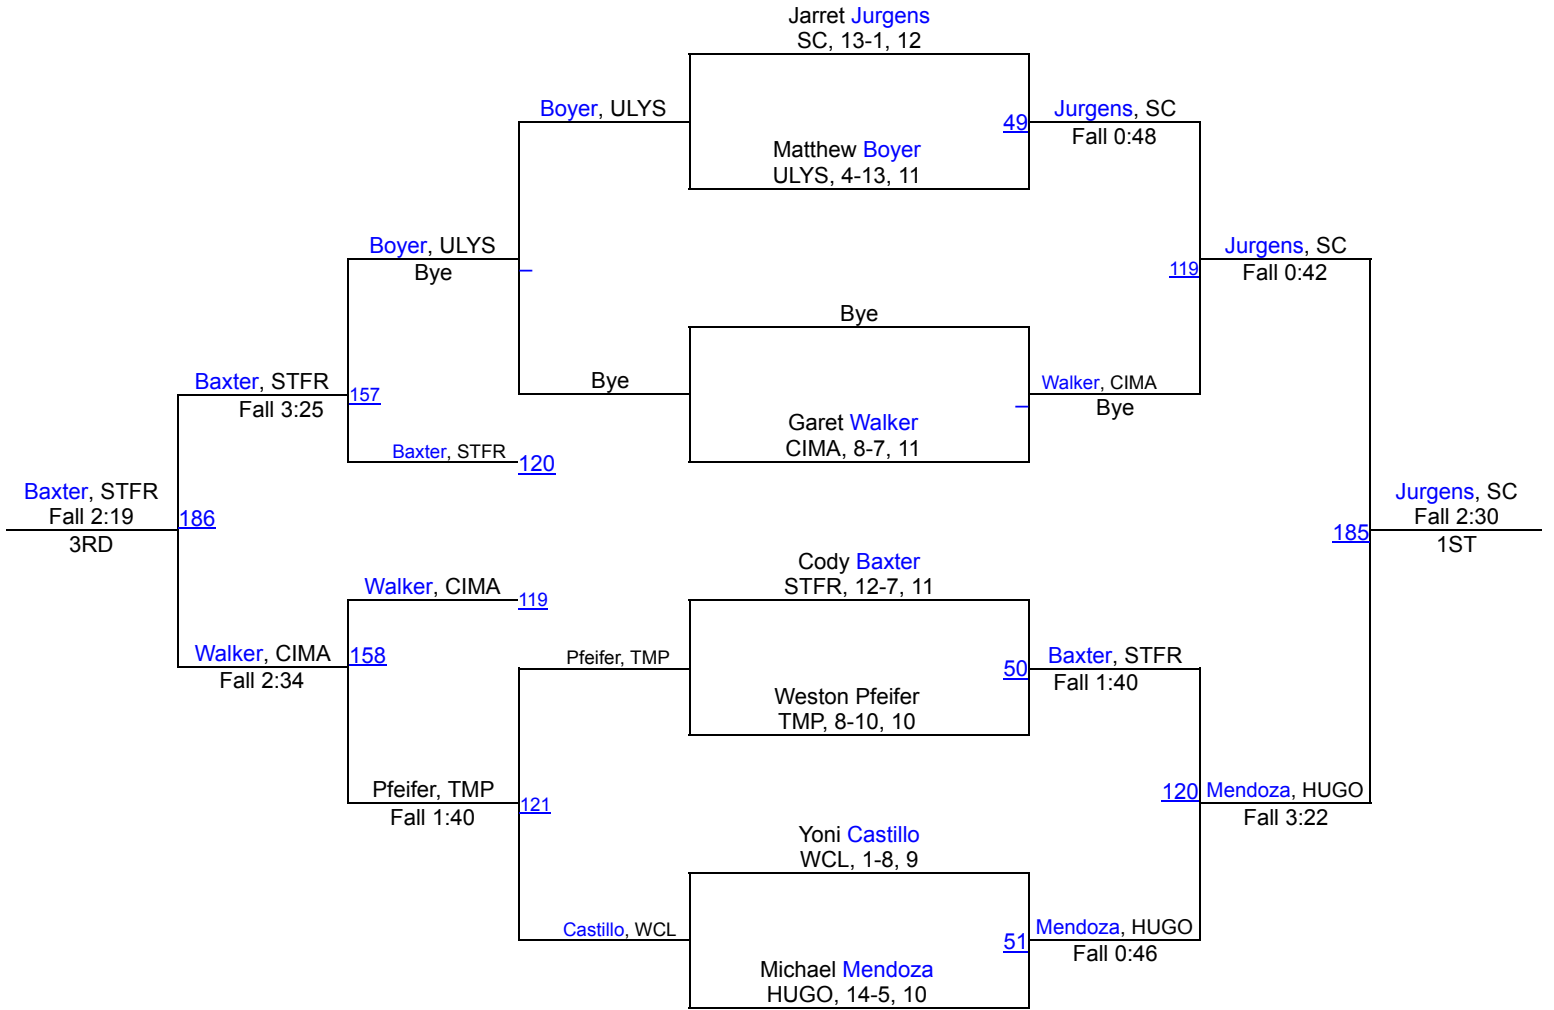 Jarret Jurgens
SC, 13-1, 12
Boyer, ULYS
49
Jurgens, SC
Fall 0:48
Matthew Boyer
ULYS, 4-13, 11
Boyer, ULYS
Bye
–
119
Jurgens, SC
Fall 0:42
Bye
Baxter, STFR
Fall 3:25
157
Bye
–
Walker, CIMA
Bye
Garet Walker
CIMA, 8-7, 11
Baxter, STFR
120
Baxter, STFR
Fall 2:19
3RD
186
185
Jurgens, SC
Fall 2:30
1ST
Cody Baxter
STFR, 12-7, 11
Walker, CIMA
119
Walker, CIMA
Fall 2:34
158
Pfeifer, TMP
50
Baxter, STFR
Fall 1:40
Weston Pfeifer
TMP, 8-10, 10
Pfeifer, TMP
Fall 1:40
121
120
Mendoza, HUGO
Fall 3:22
Yoni Castillo
WCL, 1-8, 9
Castillo, WCL
51
Mendoza, HUGO
Fall 0:46
Michael Mendoza
HUGO, 14-5, 10